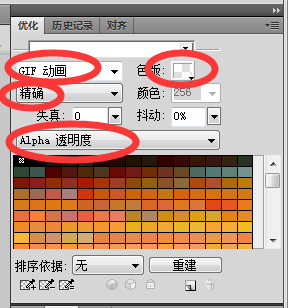 优化 历史记录 对齐
GIF 动画 色版:
精确 颜色: 256
失真: 0 抖动: 0%
Alpha 透明度
排序依据: 无 重建